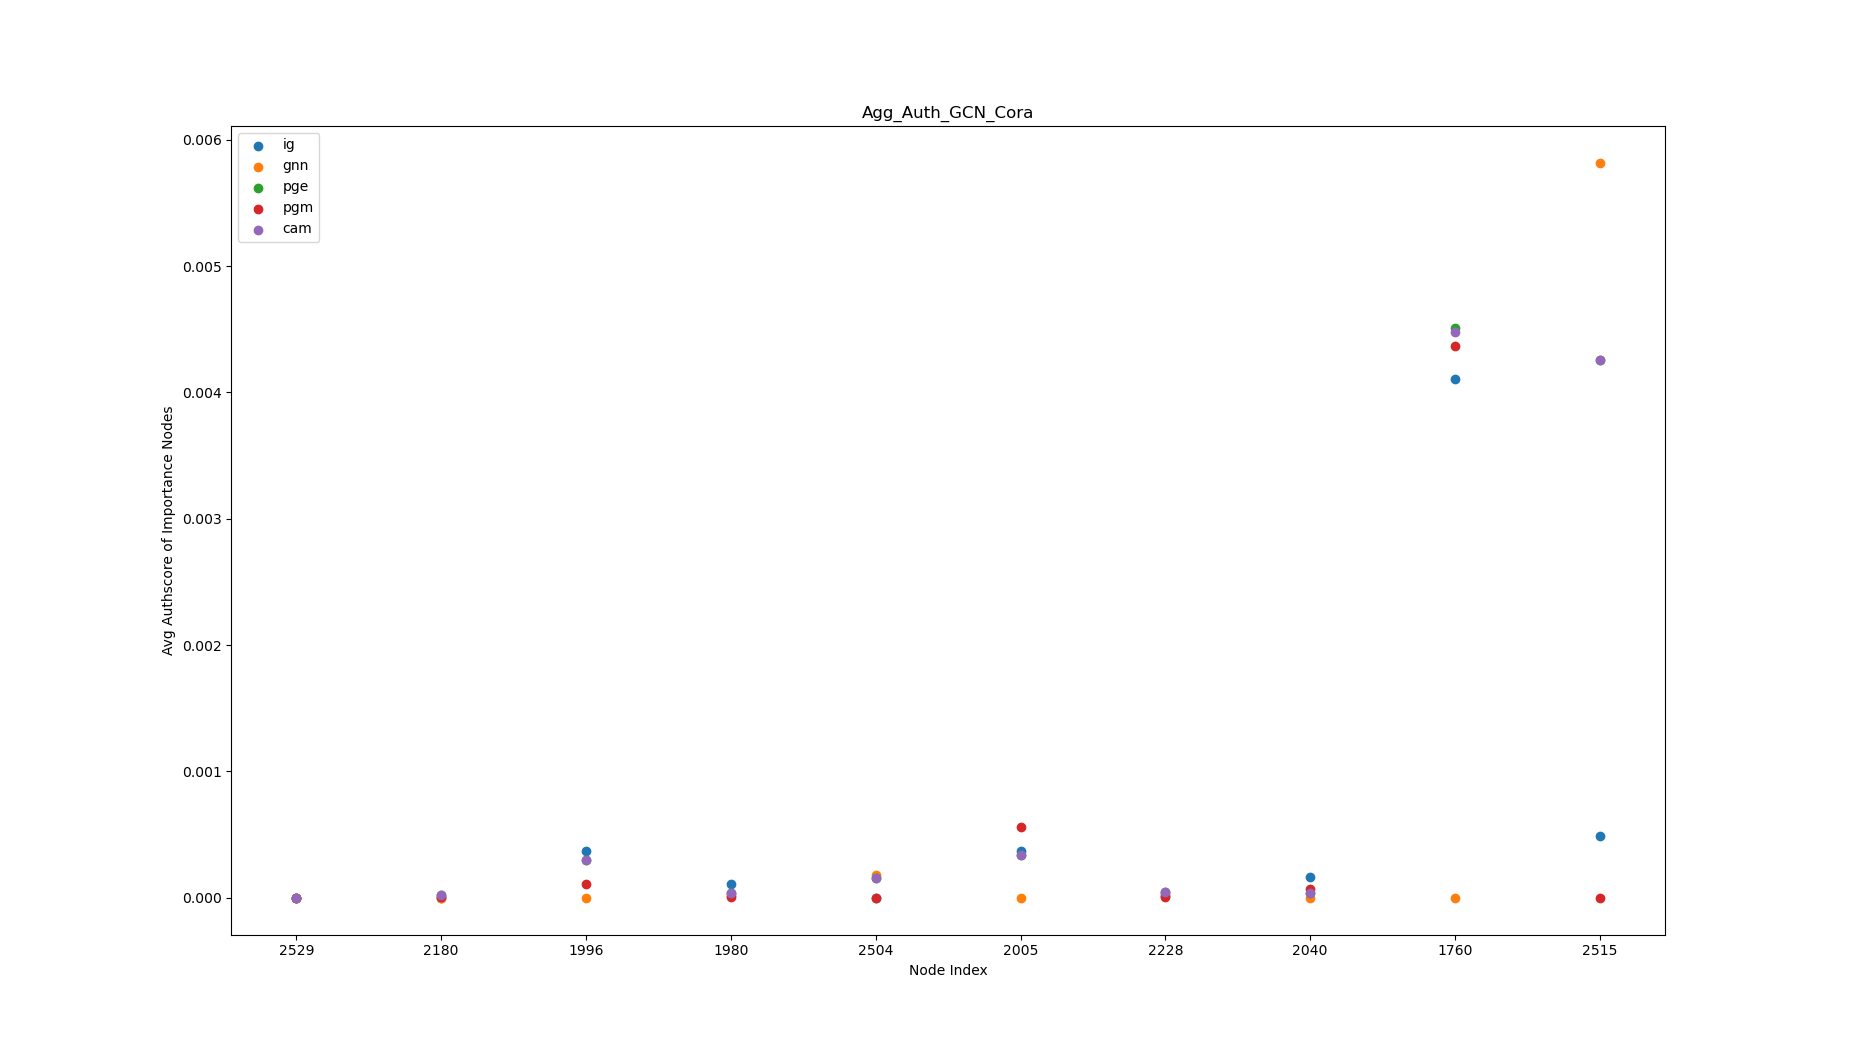 Agg_Auth_GCN_Cora
ig
gnn
pge
pgm
cam
0.006
0.005
0.004
0.003
0.002
0.001
0.000
Avg Authscore of Importance Nodes
2529 2180 1996 1980 2504 2005 2228 2040 1760 2515
Node Index